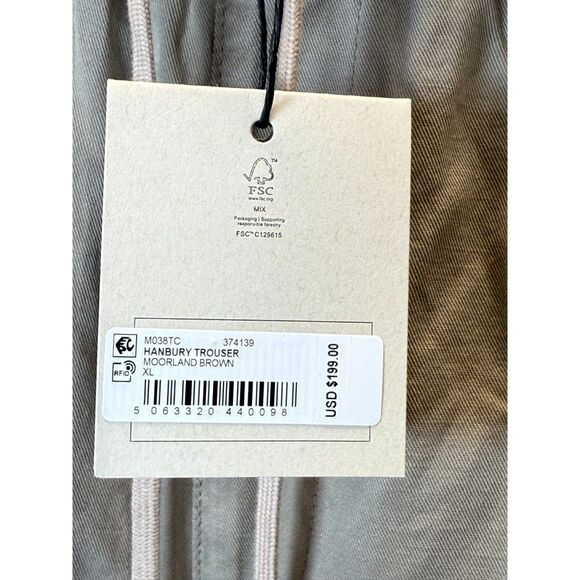 FSC™
www.fsc.org
MIX
Packaging | Supporting
responsible forestry
FSC™ C129615
M038TC 374139
HANBURY TROUSER
MOORLAND BROWN
XL
RFID
5 063320 440098
USD $199.00